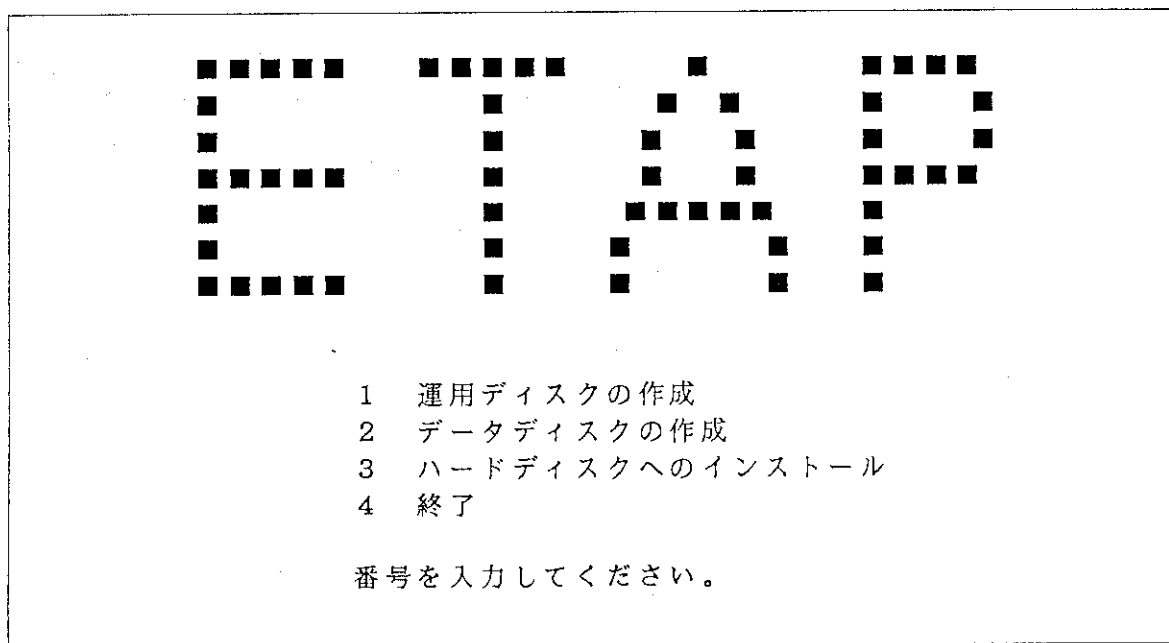 ETAP
1 運用ディスクの作成
2 データディスクの作成
3 ハードディスクへのインストール
4 終了
番号を入力してください。